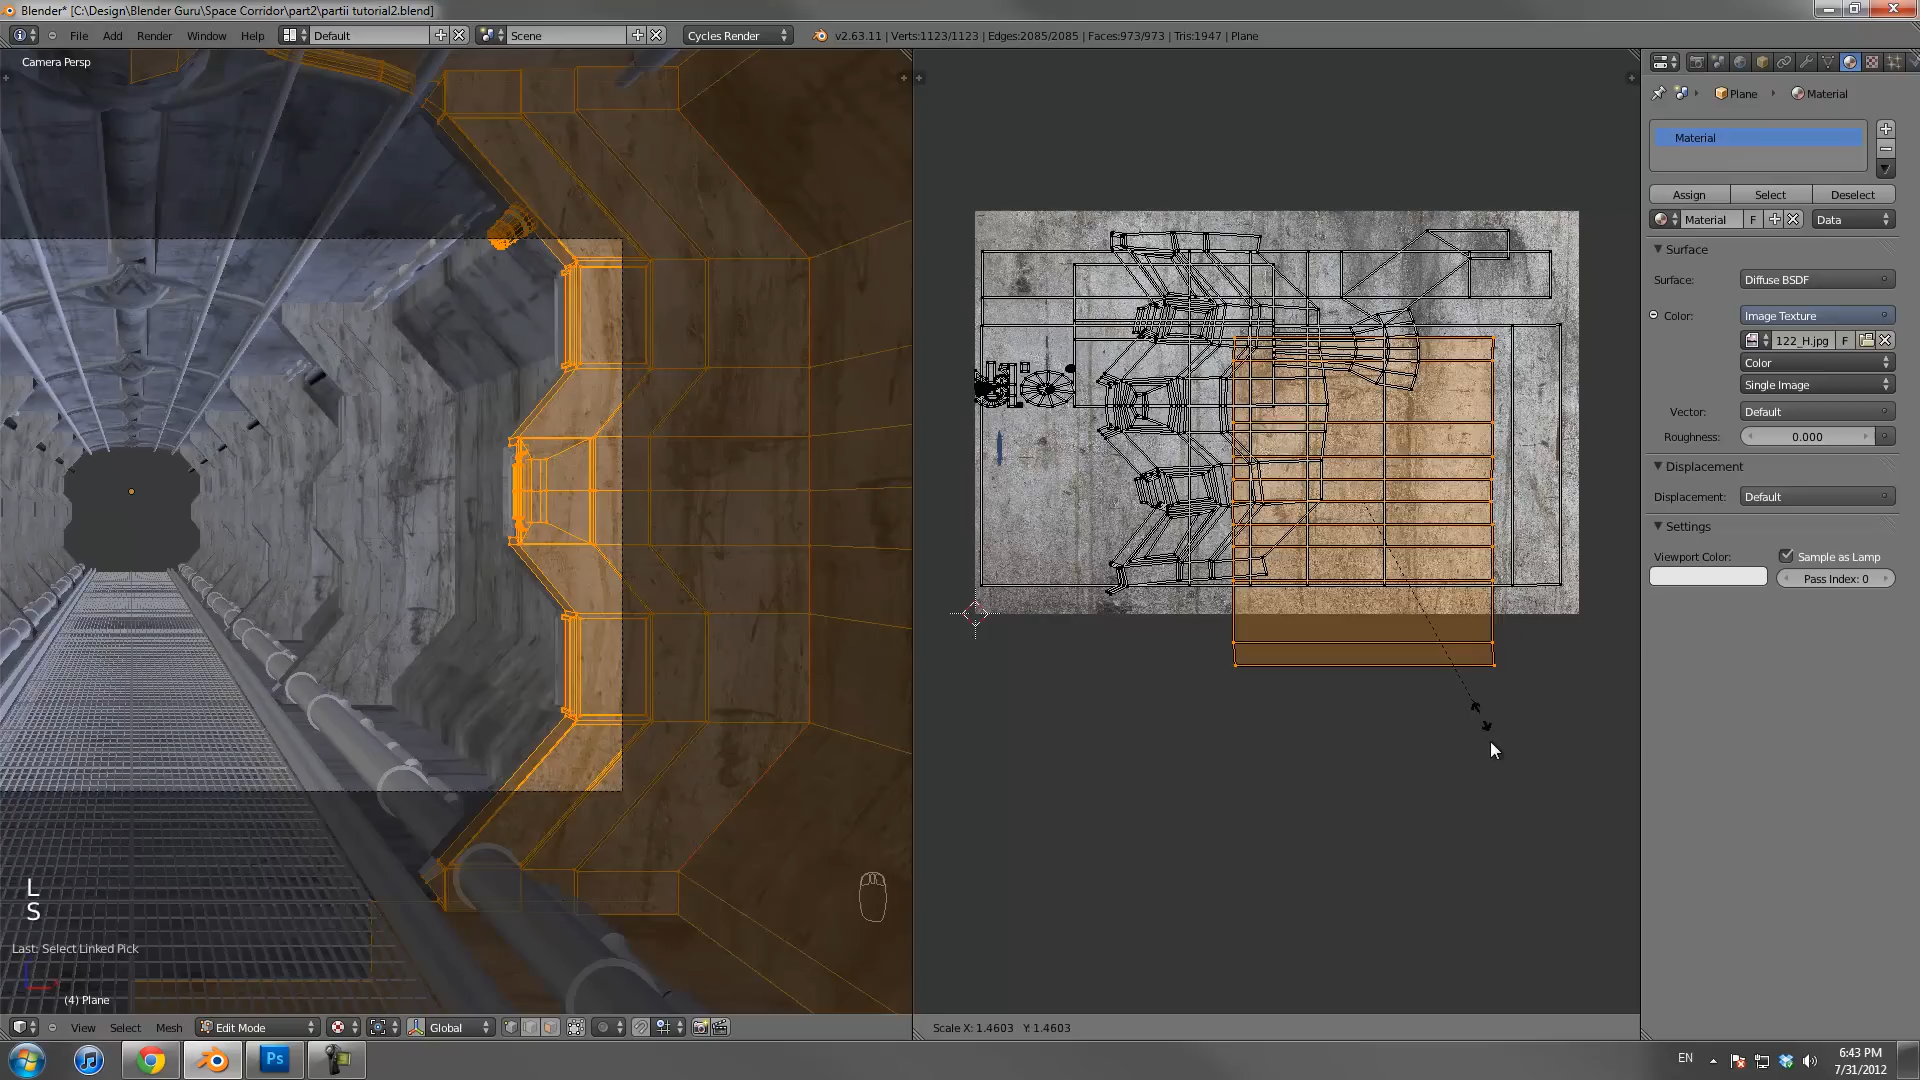 Blender* [C:\Design\Blender Guru\Space Corridor\part2\partii tutorial2.blend]
File Add Render Window Help Default Scene Cycles Render v2.63.11 | Verts:1123/1123 | Edges:2085/2085 | Faces:973/973 | Tris:1947 | Plane
Camera Persp
Plane Material
Material
Assign Select Deselect
Material F Data
Surface
Surface: Diffuse BSDF
Color: Image Texture
122_H.jpg F
Color
Single Image
Vector: Default
Roughness: 0.000
Displacement
Displacement: Default
Settings
Viewport Color: Sample as Lamp
Pass Index: 0
L
S
Last: Select Linked Pick
(4) Plane
View Select Mesh Edit Mode Global
Scale X: 1.4603 Y: 1.4603
Ps
EN
6:43 PM
7/31/2012